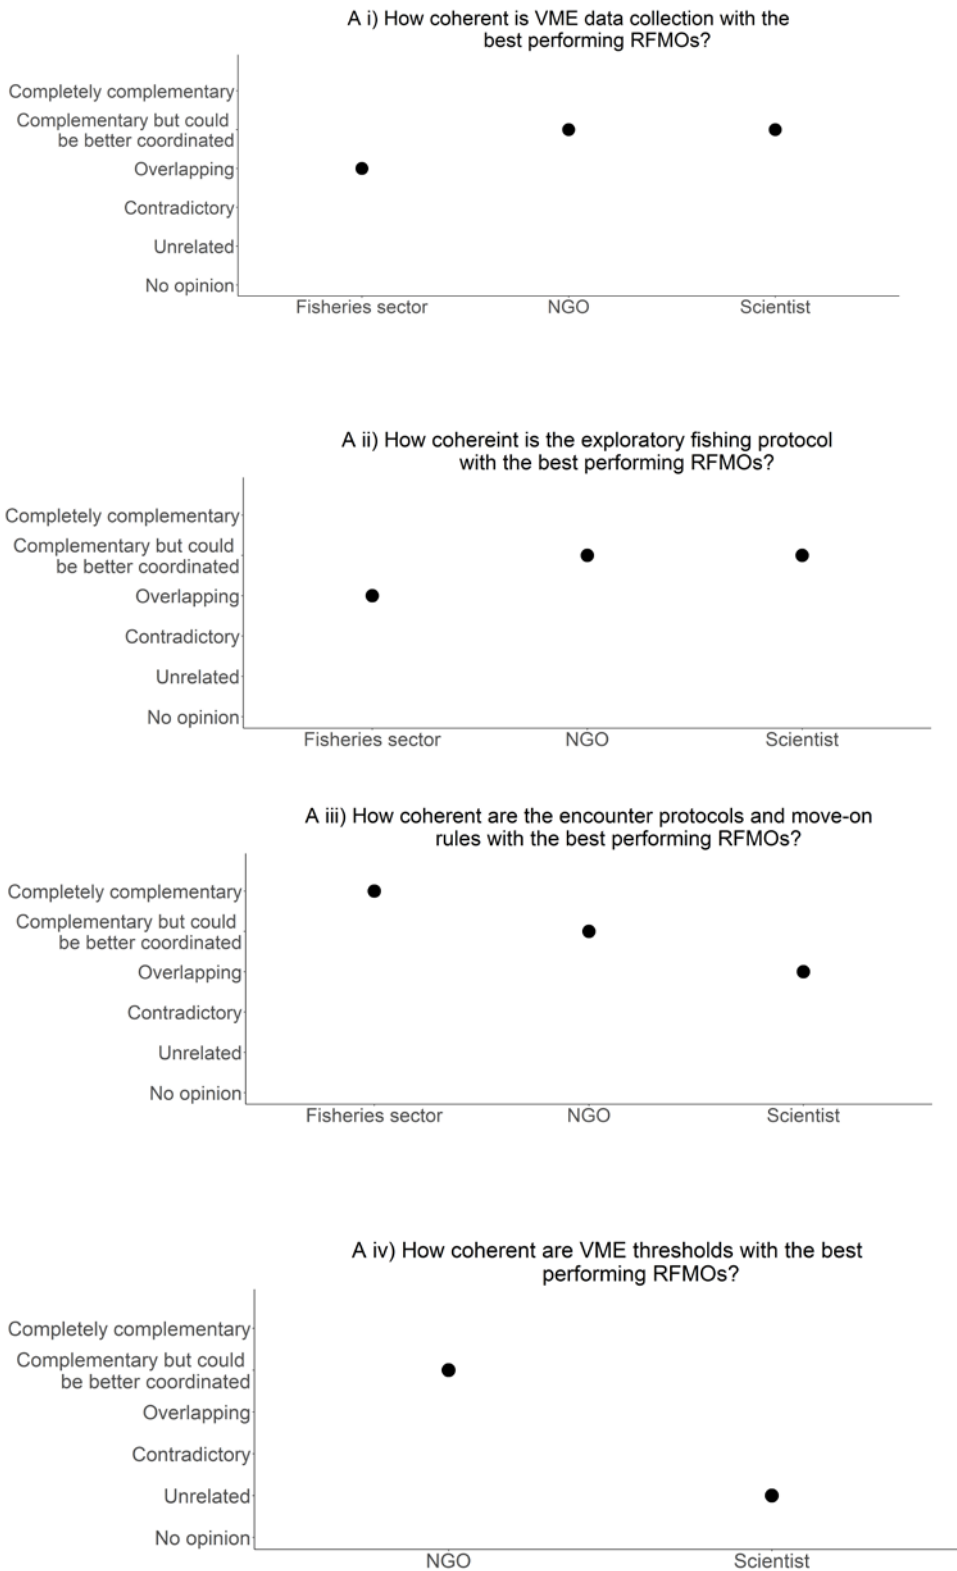 A i) How coherent is VME data collection with the
best performing RFMOs?
Completely complementary
Complementary but could
be better coordinated
Overlapping
Contradictory
Unrelated
No opinion
Fisheries sector
NGO
Scientist
A ii) How cohereint is the exploratory fishing protocol
with the best performing RFMOs?
Completely complementary
Complementary but could
be better coordinated
Overlapping
Contradictory
Unrelated
No opinion
Fisheries sector
NGO
Scientist
A iii) How coherent are the encounter protocols and move-on
rules with the best performing RFMOs?
Completely complementary
Complementary but could
be better coordinated
Overlapping
Contradictory
Unrelated
No opinion
Fisheries sector
NGO
Scientist
A iv) How coherent are VME thresholds with the best
performing RFMOs?
Completely complementary
Complementary but could
be better coordinated
Overlapping
Contradictory
Unrelated
No opinion
NGO
Scientist